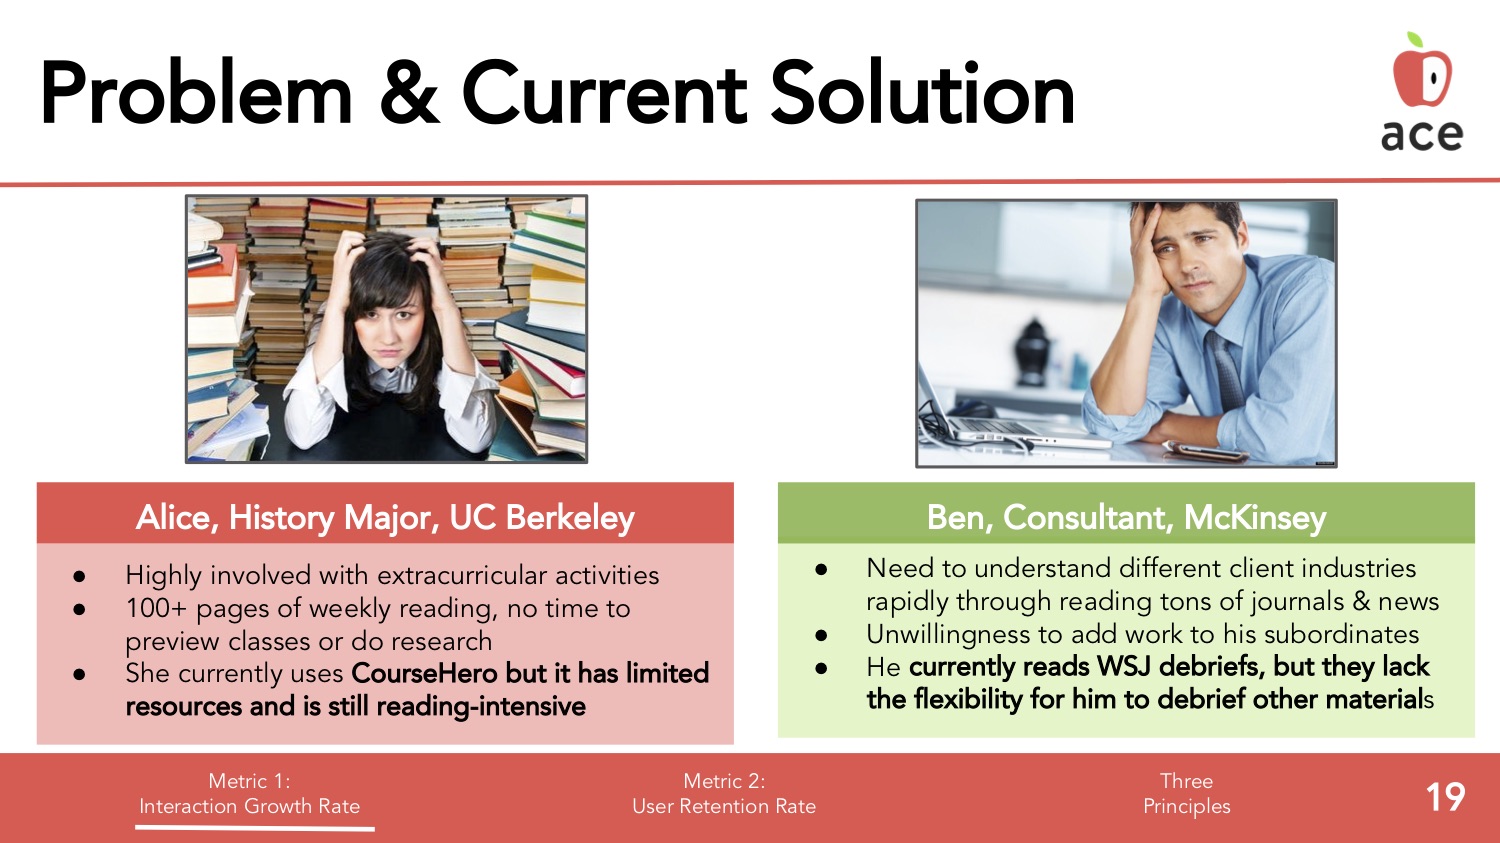 Problem & Current Solution
ace
Alice, History Major, UC Berkeley
● Highly involved with extracurricular activities
● 100+ pages of weekly reading, no time to
preview classes or do research
● She currently uses CourseHero but it has limited
resources and is still reading-intensive
Ben, Consultant, McKinsey
● Need to understand different client industries
rapidly through reading tons of journals & news
● Unwillingness to add work to his subordinates
● He currently reads WSJ debriefs, but they lack
the flexibility for him to debrief other materials
Metric 1:
Interaction Growth Rate
Metric 2:
User Retention Rate
Three
Principles
19